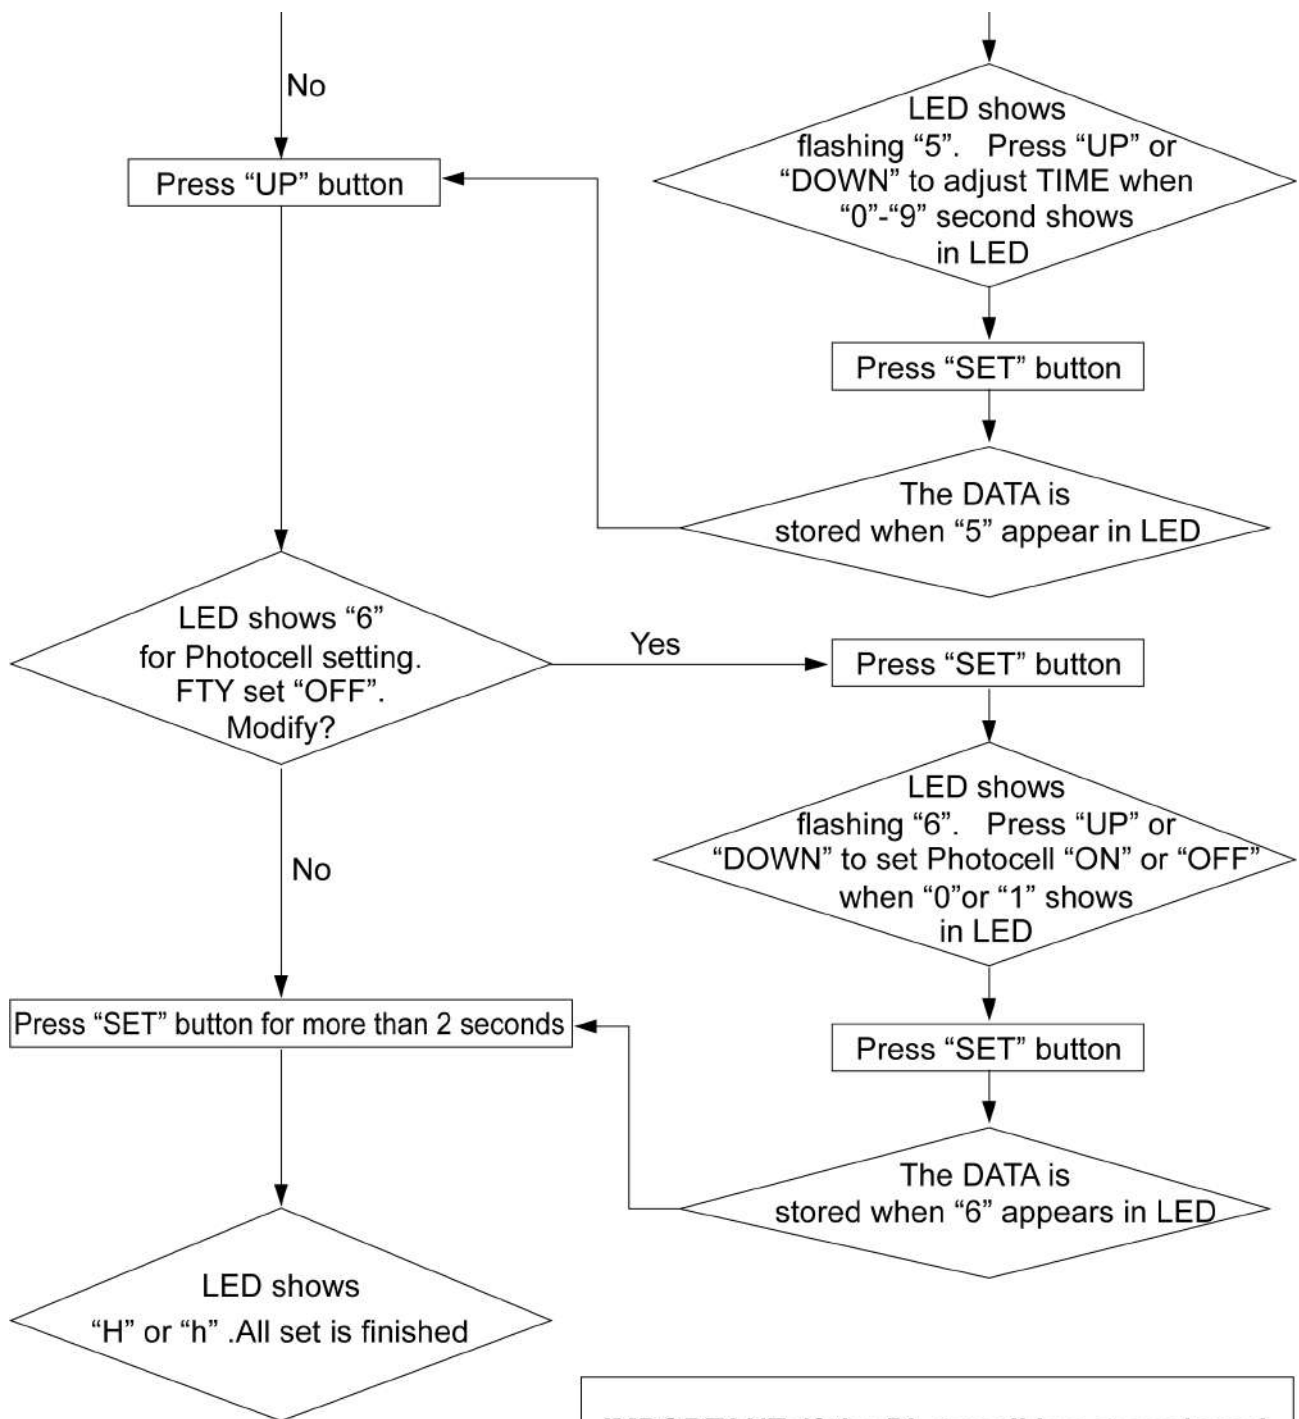 No
Press “UP” button
LED shows
flashing “5”. Press “UP” or
“DOWN” to adjust TIME when
“0”-“9” second shows
in LED
Press “SET” button
The DATA is
stored when “5” appear in LED
LED shows “6”
for Photocell setting.
FTY set “OFF”.
Modify?
Yes
Press “SET” button
LED shows
flashing “6”. Press “UP” or
“DOWN” to set Photocell “ON” or “OFF”
when “0”or “1” shows
in LED
No
Press “SET” button for more than 2 seconds
Press “SET” button
The DATA is
stored when “6” appears in LED
LED shows
“H” or “h” .All set is finished